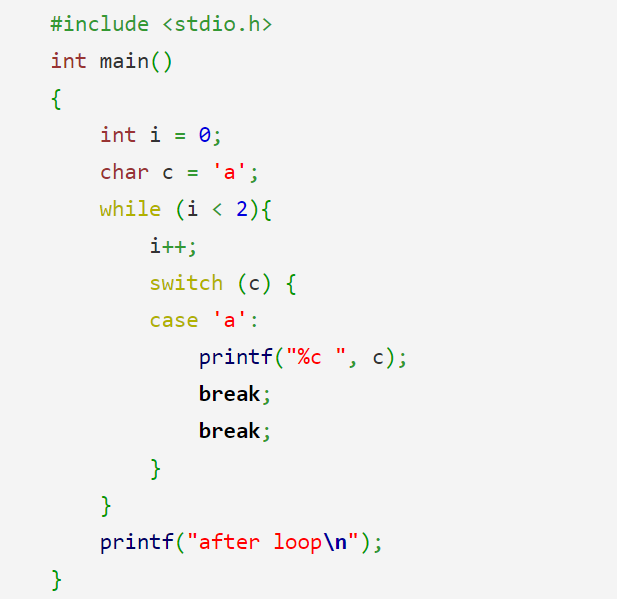 #include <stdio.h>
int main()
{
    int i = 0;
    char c = 'a';
    while (i < 2){
        i++;
        switch (c) {
        case 'a':
            printf("%c ", c);
            break;
            break;
        }
    }
    printf("after loop\n");
}